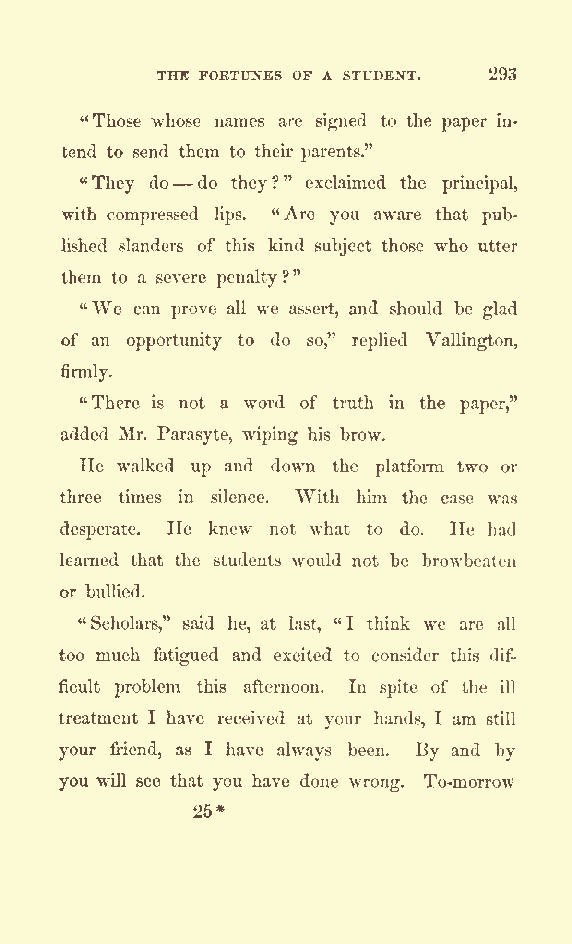 THE FORTUNES OF A STUDENT. 293
"Those whose names are signed to the paper in-
tend to send them to their parents."
"They do — do they?" exclaimed the principal,
with compressed lips. "Are you aware that pub-
lished slanders of this kind subject those who utter
them to a severe penalty?"
"We can prove all we assert, and should be glad
of an opportunity to do so," replied Vallington,
firmly.
"There is not a word of truth in the paper,"
added Mr. Parasyte, wiping his brow.
He walked up and down the platform two or
three times in silence. With him the case was
desperate. He knew not what to do. He had
learned that the students would not be browbeaten
or bullied.
"Scholars," said he, at last, "I think we are all
too much fatigued and excited to consider this dif-
ficult problem this afternoon. In spite of the ill
treatment I have received at your hands, I am still
your friend, as I have always been. By and by
you will see that you have done wrong. To-morrow
25*